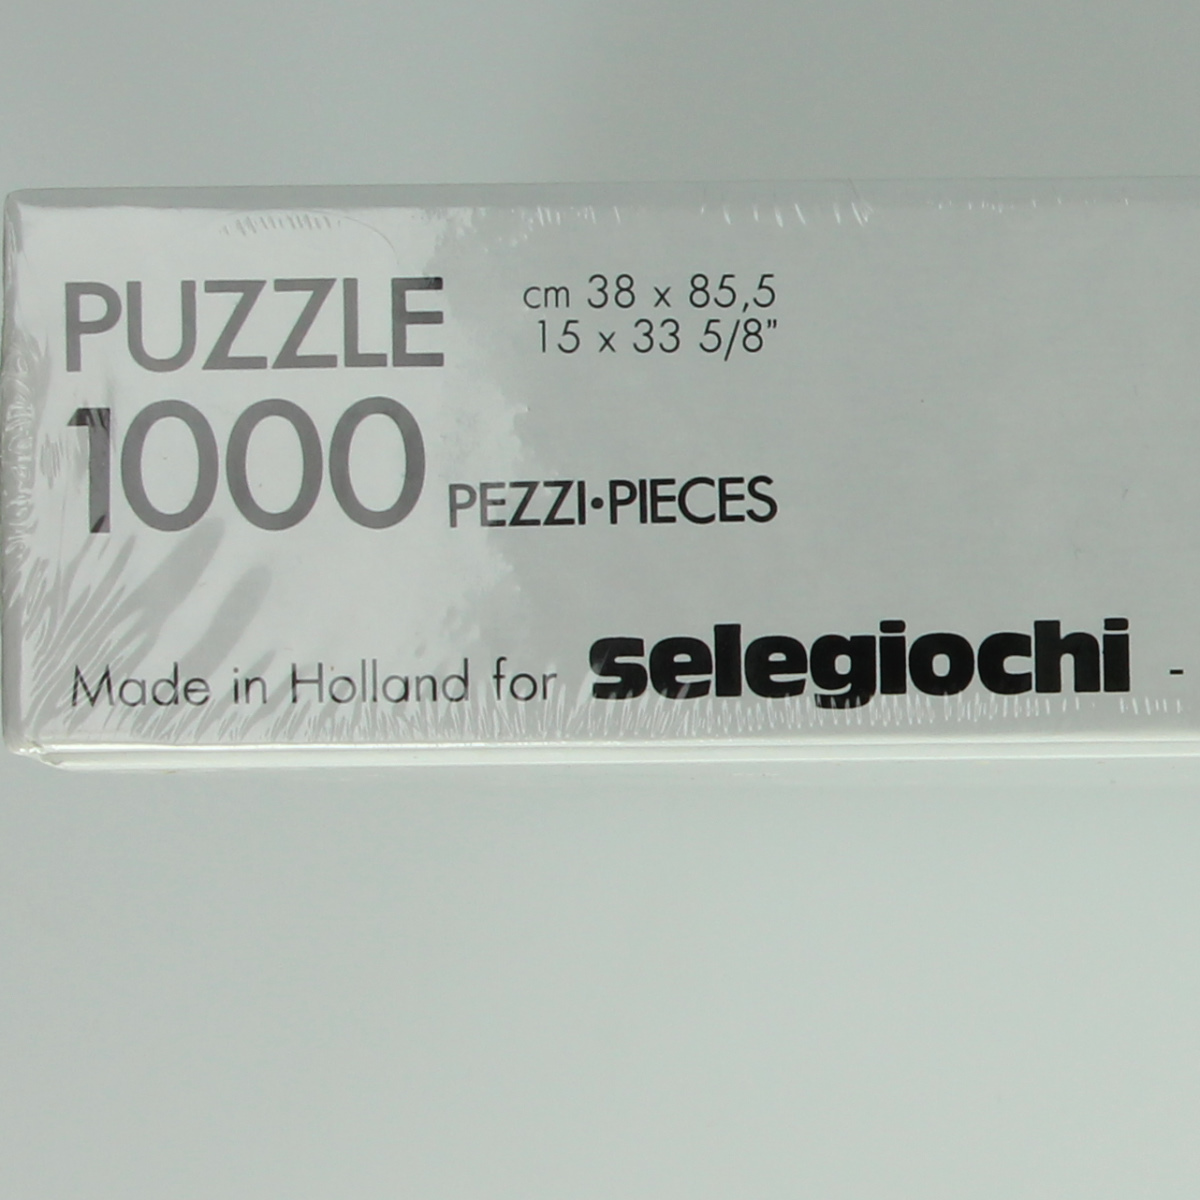 PUZZLE
cm 38 x 85,5
15 x 33 5/8"
1000 PEZZI•PIECES
Made in Holland for selegiochi -